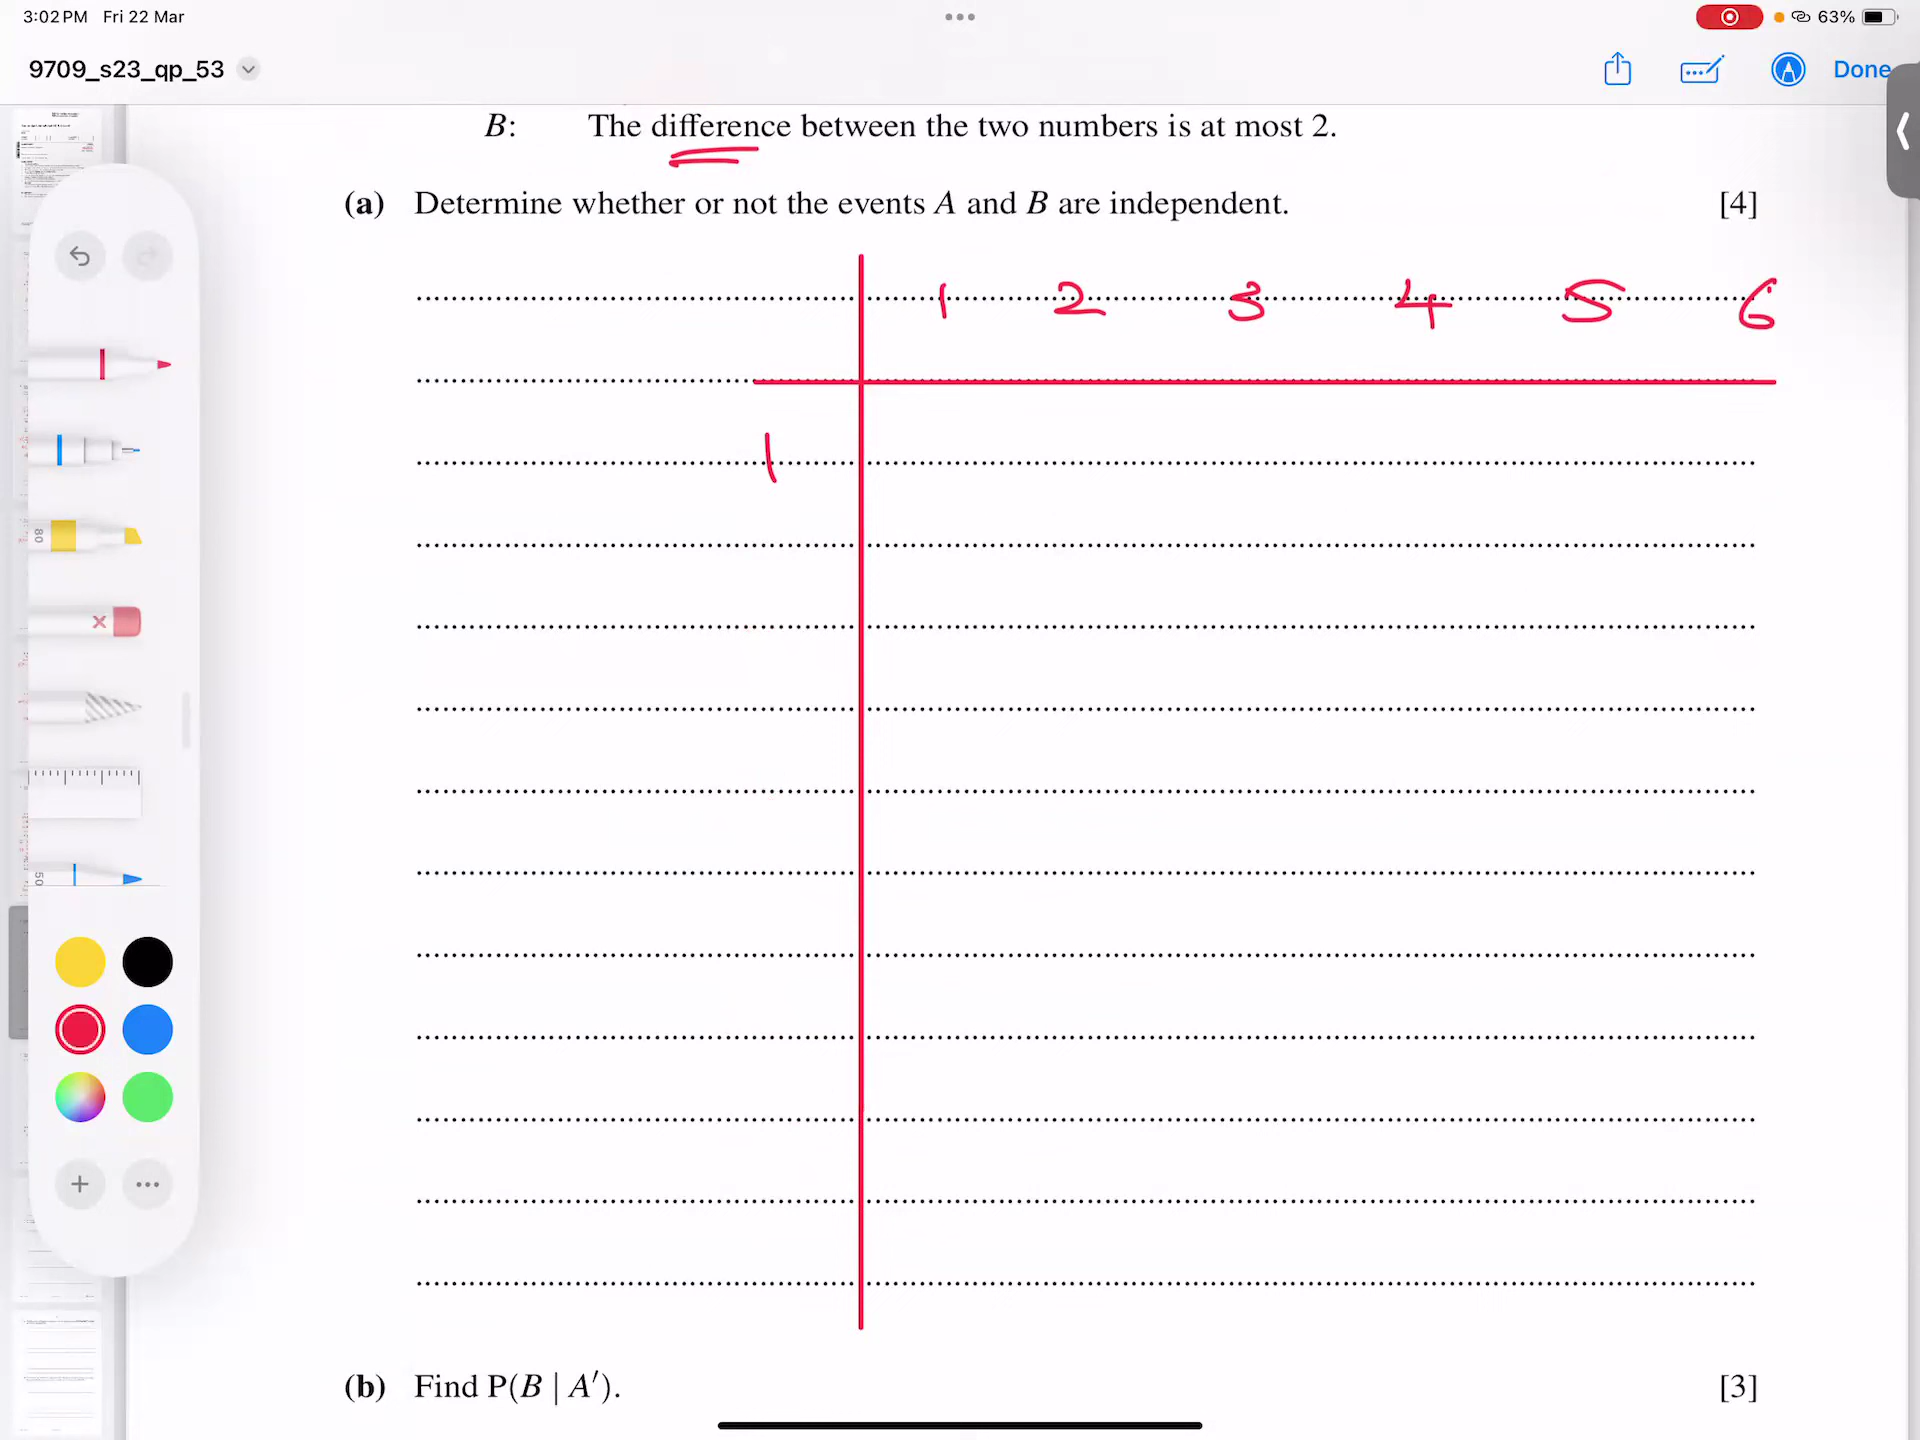 3:02 PM Fri 22 Mar
63%
9709_s23_qp_53
Done
B: The difference between the two numbers is at most 2.
(a) Determine whether or not the events A and B are independent. [4]
1 2 3 4 5 6
1
80
50
(b) Find P(B | A′). [3]